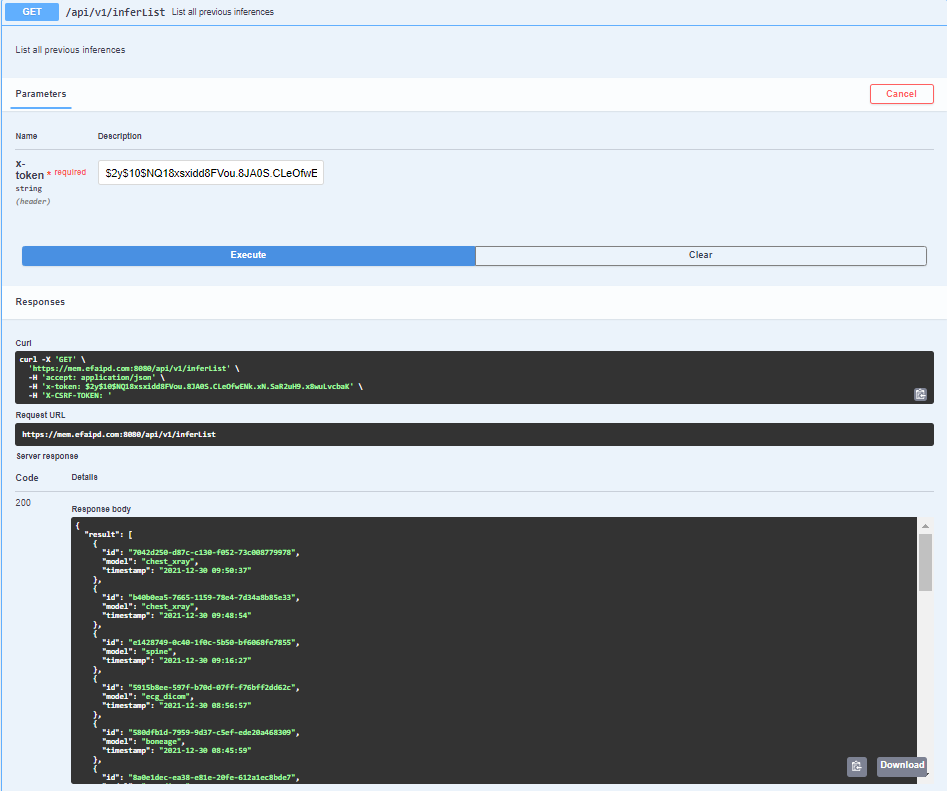 GET /api/v1/inferList List all previous inferences
List all previous inferences
Parameters
Cancel
Name Description
x-
token * required
string
(header)
$2y$10$NQ18xsxidd8FVou.8JA0S.CLeOfwE
Execute
Clear
Responses
Curl
curl -X 'GET' \
'https://mem.efaipd.com:8080/api/v1/inferList' \
-H 'accept: application/json' \
-H 'x-token: $2y$10$NQ18xsxidd8FVou.8JA0S.CLeOfwENk.xN.SaR2uH9.xBwuLvcbaK' \
-H 'X-CSRF-TOKEN: '
Request URL
https://mem.efaipd.com:8080/api/v1/inferList
Server response
Code Details
200
Response body
{
"result": [
{
"id": "7042d250-d87c-c130-f052-73c008779978",
"model": "chest_xray",
"timestamp": "2021-12-30 09:50:37"
},
{
"id": "b40b0ea5-7665-1159-78e4-7d34a8b85e33",
"model": "chest_xray",
"timestamp": "2021-12-30 09:48:54"
},
{
"id": "e1428749-0c40-1f0c-5b50-bf6068fe7855",
"model": "spine",
"timestamp": "2021-12-30 09:16:27"
},
{
"id": "5915b8ee-597f-b70d-07ff-f76bff2dd62c",
"model": "ecg_dicom",
"timestamp": "2021-12-30 08:56:57"
},
{
"id": "580dfb1d-7959-9d37-c5ef-ede20a468309",
"model": "boneage",
"timestamp": "2021-12-30 08:45:59"
},
{
"id": "8a0e1dec-ea38-e81e-20fe-612a1ec8bde7",
Download